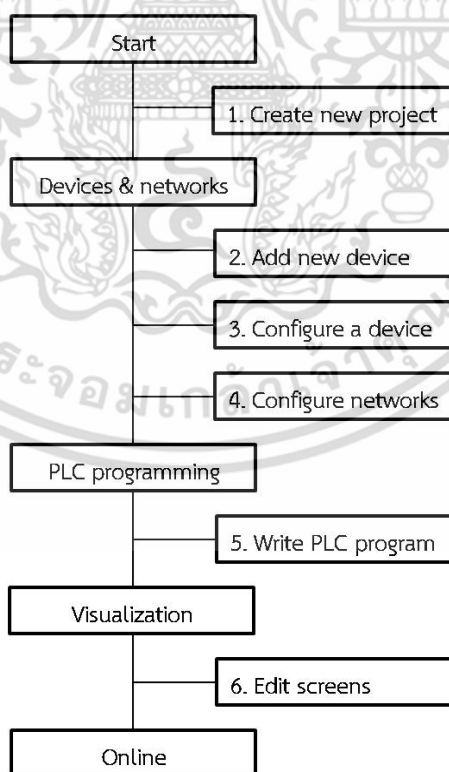 Start
1. Create new project
Devices & networks
2. Add new device
3. Configure a device
4. Configure networks
PLC programming
5. Write PLC program
Visualization
6. Edit screens
Online